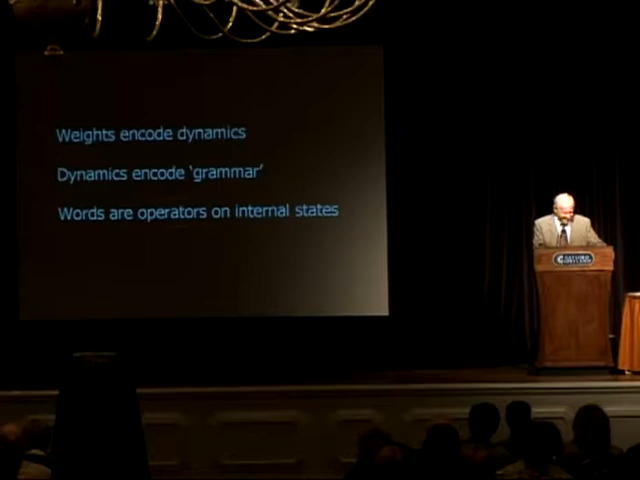 Weights encode dynamics
Dynamics encode ‘grammar’
Words are operators on internal states